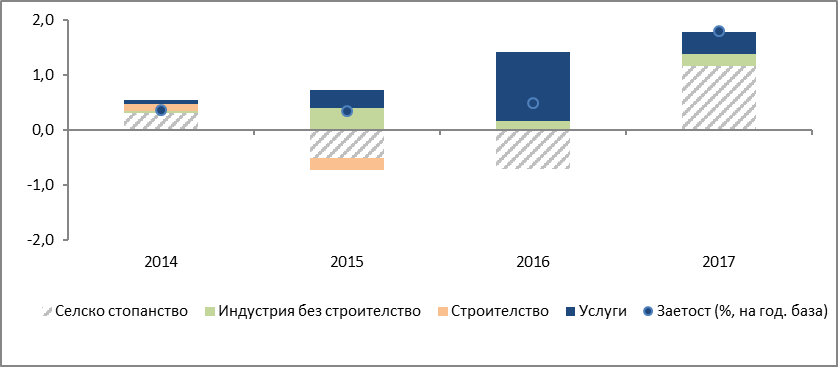 2,0
1,0
0,0
-1,0
-2,0
2014 2015 2016 2017
Селско стопанство Индустрия без строителство Строителство Услуги Заетост (%, на год. база)